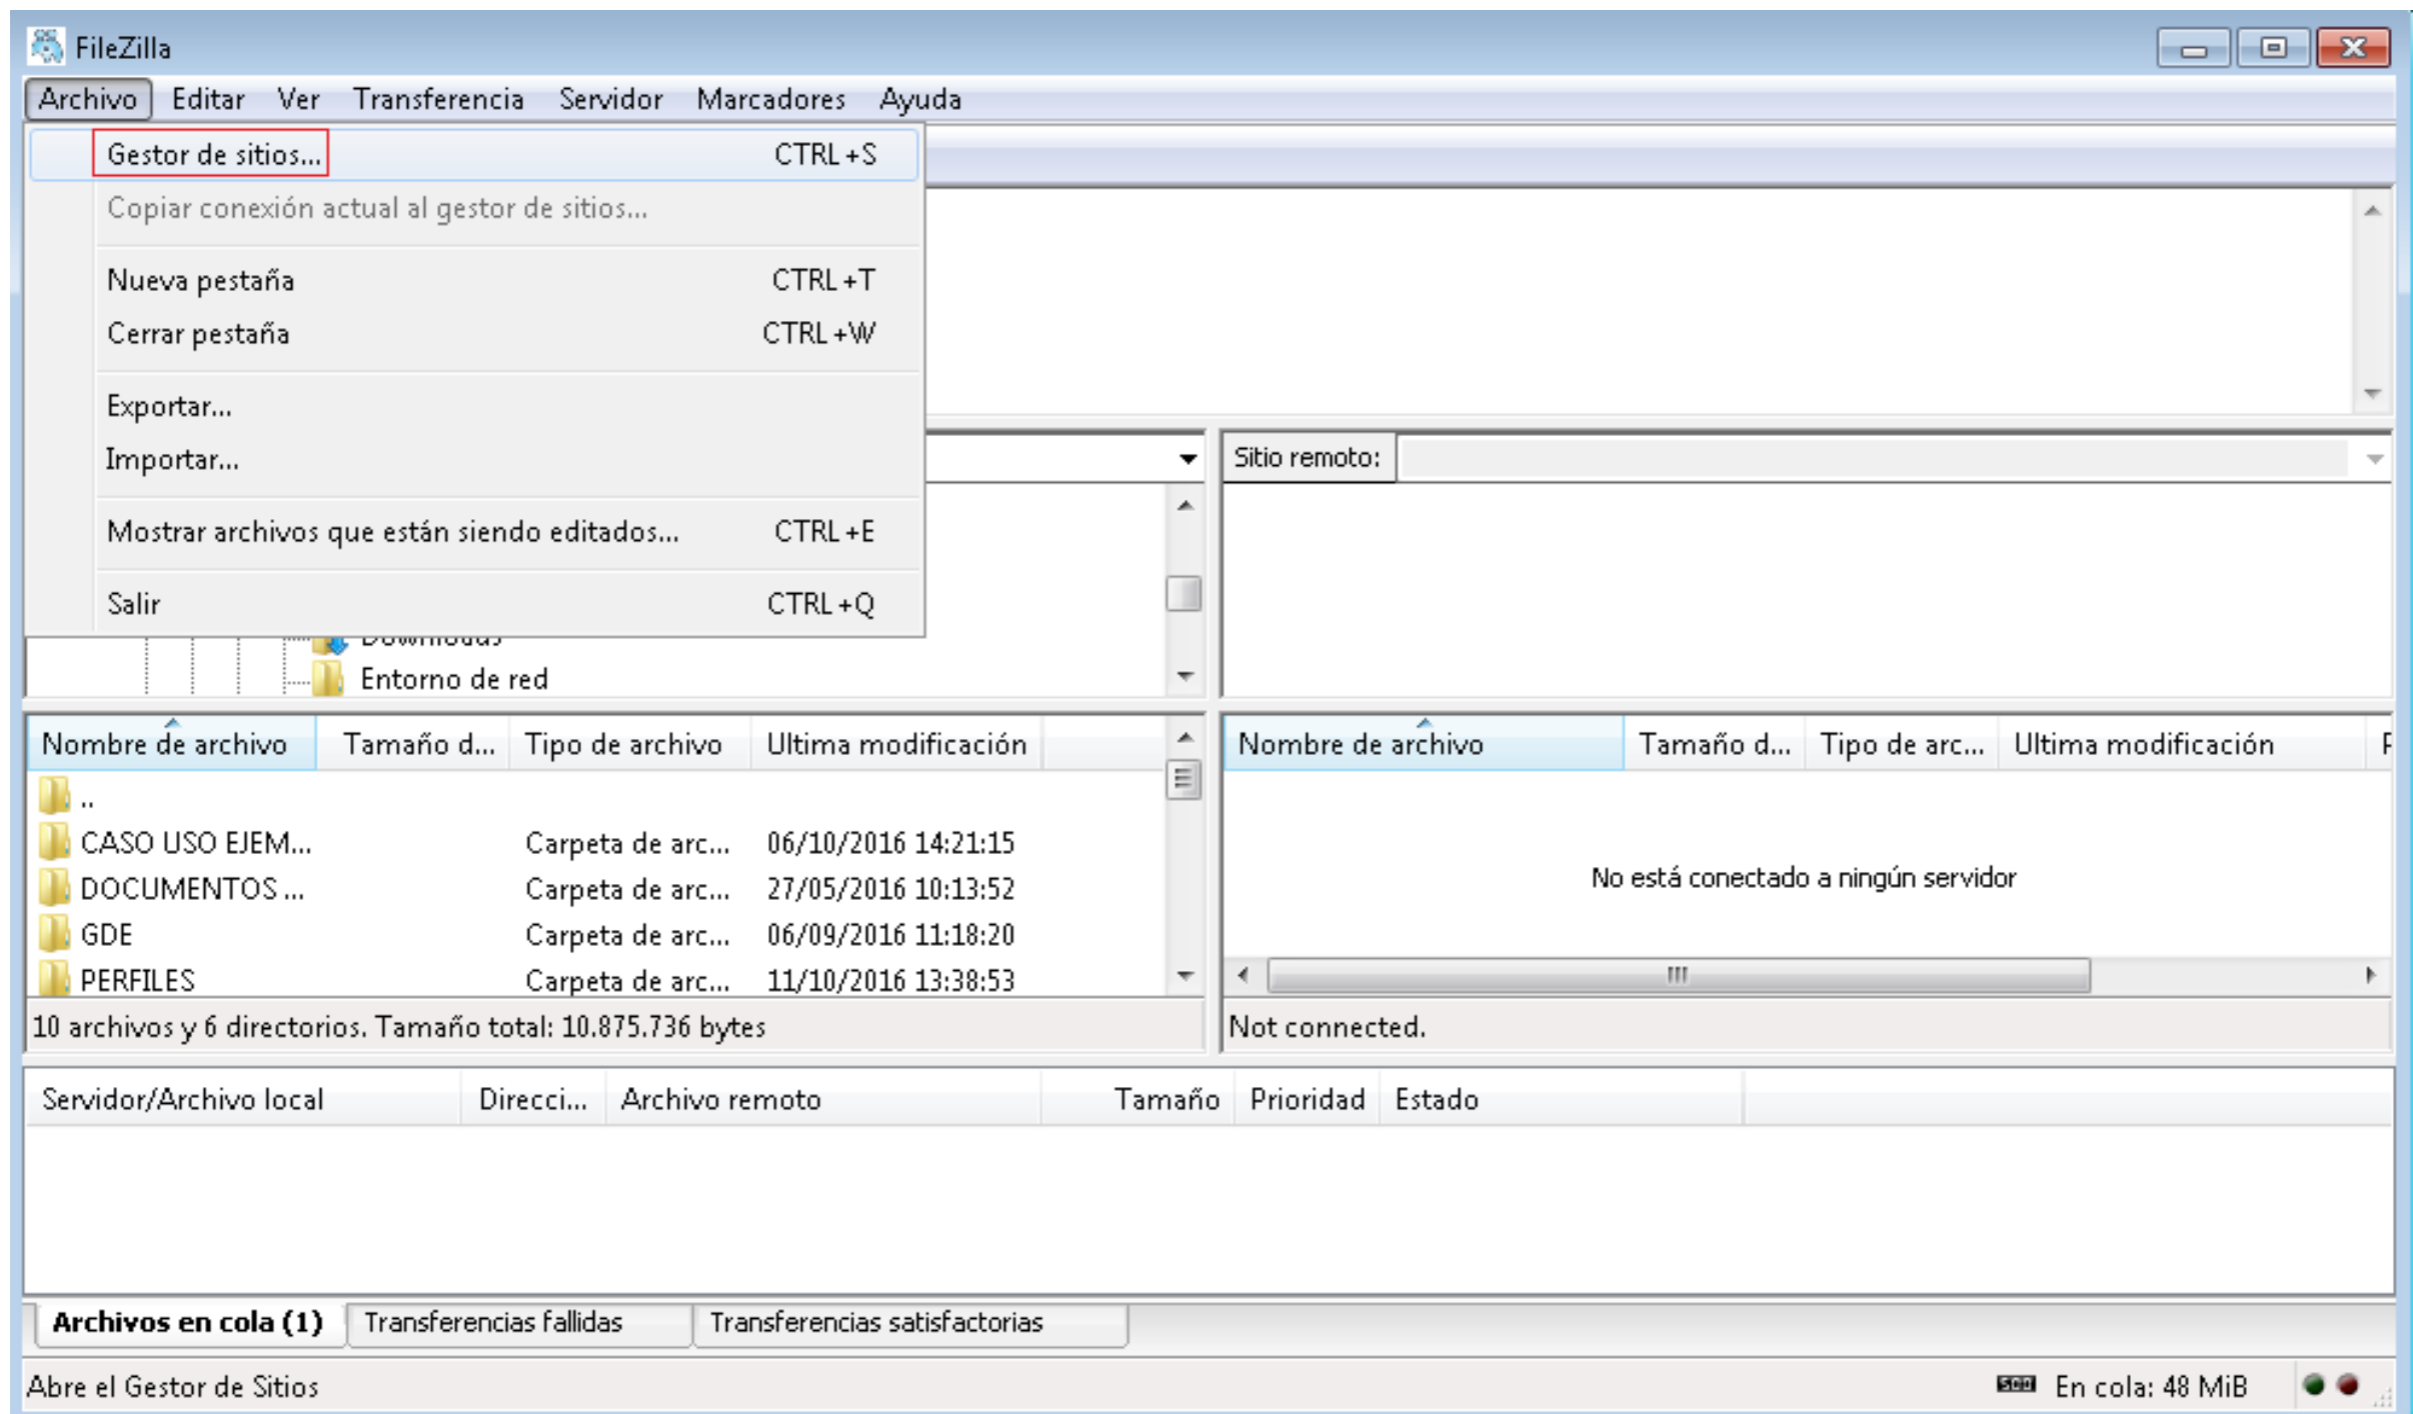 FileZilla
Archivo Editar Ver Transferencia Servidor Marcadores Ayuda
Gestor de sitios... CTRL+S
Copiar conexión actual al gestor de sitios...
Nueva pestaña CTRL+T
Cerrar pestaña CTRL+W
Exportar...
Importar...
Mostrar archivos que están siendo editados... CTRL+E
Salir CTRL+Q
Sitio remoto:
Downloads
Entorno de red
Nombre de archivo Tamaño d... Tipo de archivo Ultima modificación
..
CASO USO EJEM... Carpeta de arc... 06/10/2016 14:21:15
DOCUMENTOS ... Carpeta de arc... 27/05/2016 10:13:52
GDE Carpeta de arc... 06/09/2016 11:18:20
PERFILES Carpeta de arc... 11/10/2016 13:38:53
10 archivos y 6 directorios. Tamaño total: 10.875.736 bytes
Nombre de archivo Tamaño d... Tipo de arc... Ultima modificación
No está conectado a ningún servidor
Not connected.
Servidor/Archivo local Direcci... Archivo remoto Tamaño Prioridad Estado
Archivos en cola (1) Transferencias fallidas Transferencias satisfactorias
Abre el Gestor de Sitios En cola: 48 MiB